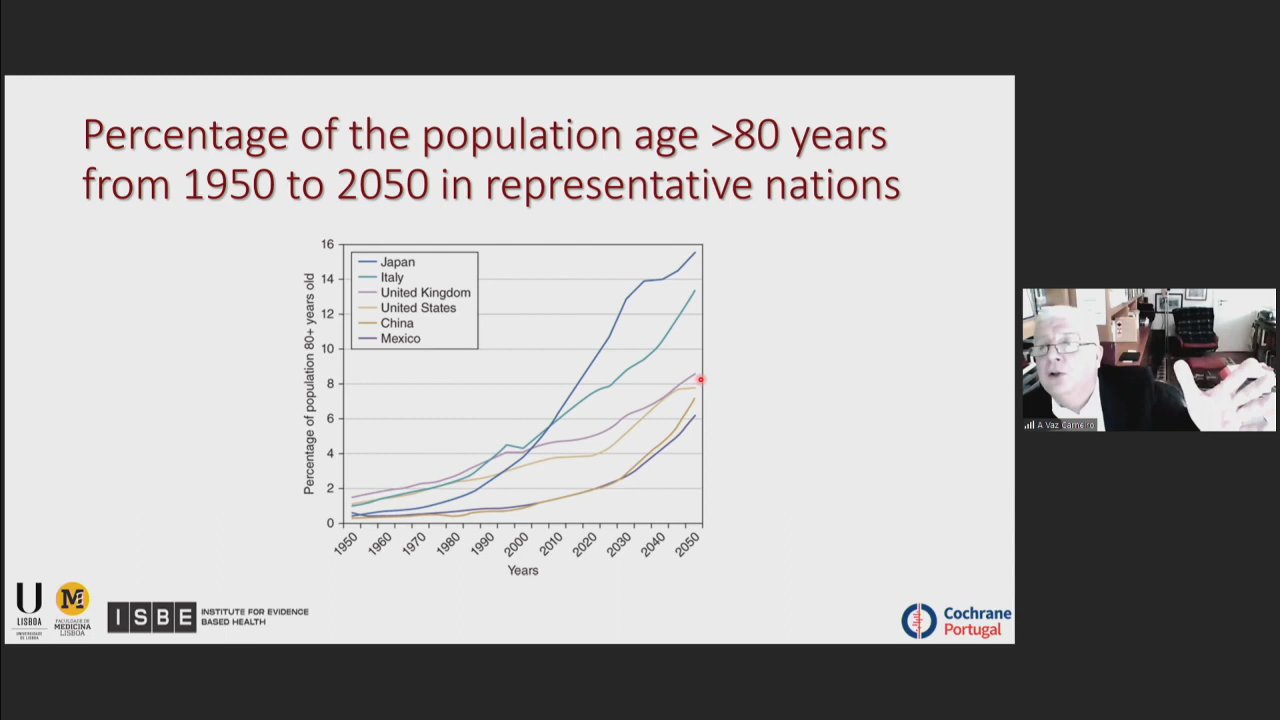 Percentage of the population age >80 years
from 1950 to 2050 in representative nations
Percentage of population 80+ years old
16
14
12
10
8
6
4
2
0
Japan
Italy
United Kingdom
United States
China
Mexico
1950
1960
1970
1980
1990
2000
2010
2020
2030
2040
2050
Years
A Vaz Carneiro
U
LISBOA
UNIVERSIDADE
DE LISBOA
M
FACULDADE DE
MEDICINA
LISBOA
ISBE
INSTITUTE FOR EVIDENCE
BASED HEALTH
Cochrane
Portugal